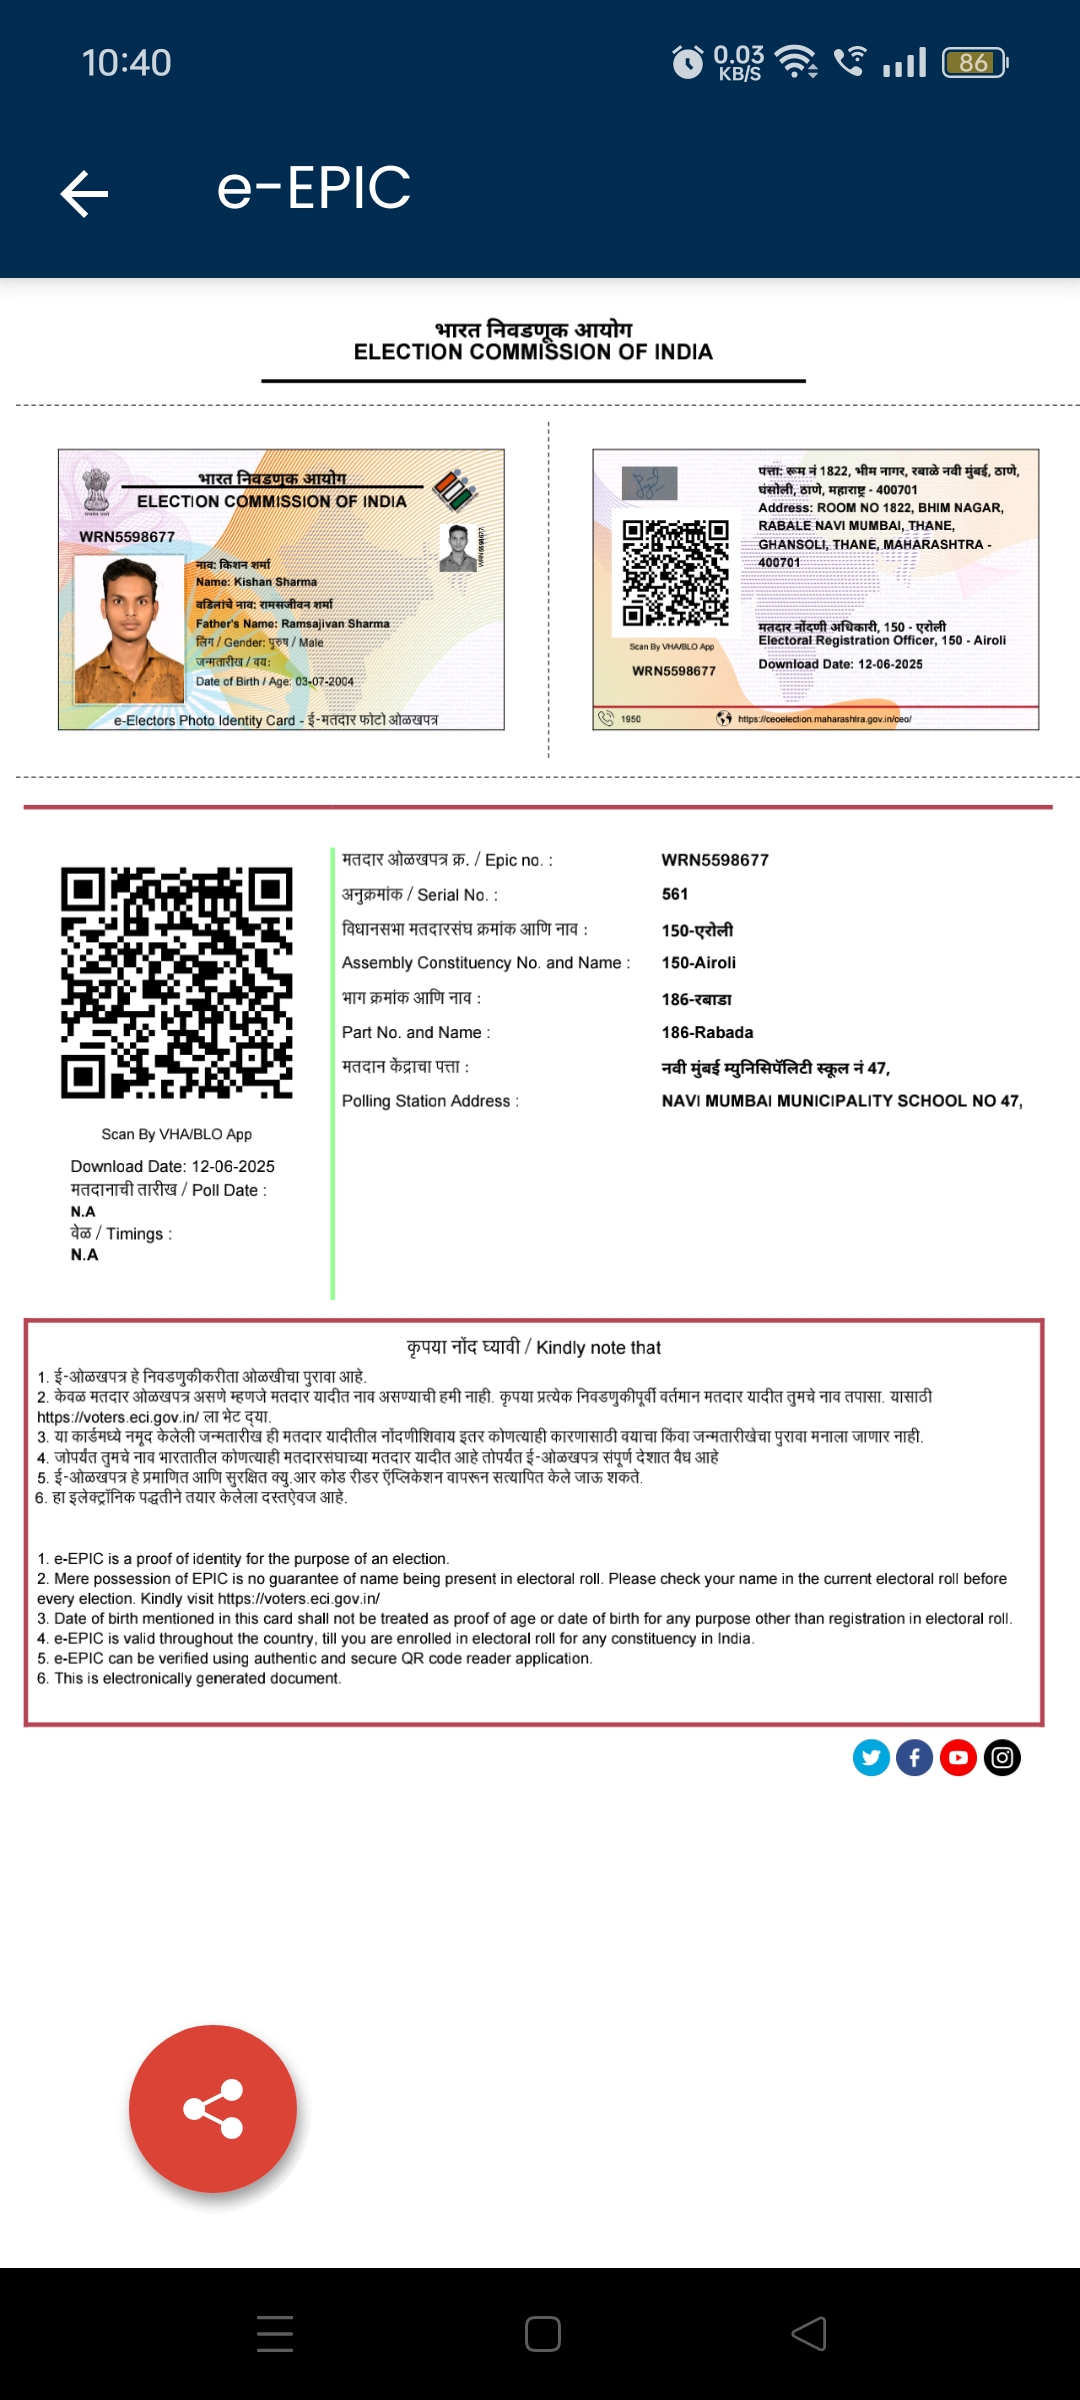 10:40
0.03
KB/S
86
e-EPIC
भारत निवडणूक आयोग
ELECTION COMMISSION OF INDIA
भारत निवडणूक आयोग
ELECTION COMMISSION OF INDIA
WRN5598677
WRN5598677
नाव: किशन शर्मा
Name: Kishan Sharma
वडिलांचे नाव: रामसजीवन शर्मा
Father's Name: Ramsajivan Sharma
लिंग / Gender: पुरुष / Male
जन्मतारीख / वय:
Date of Birth / Age: 03-07-2004
e-Electors Photo Identity Card - ई-मतदार फोटो ओळखपत्र
पत्ता: रूम नं 1822, भीम नागर, रबाळे नवी मुंबई, ठाणे,
घंसोली, ठाणे, महाराष्ट्र - 400701
Address: ROOM NO 1822, BHIM NAGAR,
RABALE NAVI MUMBAI, THANE,
GHANSOLI, THANE, MAHARASHTRA -
400701
मतदार नोंदणी अधिकारी, 150 - एरोली
Electoral Registration Officer, 150 - Airoli
Download Date: 12-06-2025
Scan By VHA/BLO App
WRN5598677
1950
https://ceoelection.maharashtra.gov.in/ceo/
मतदार ओळखपत्र क्र. / Epic no. : WRN5598677
अनुक्रमांक / Serial No. : 561
विधानसभा मतदारसंघ क्रमांक आणि नाव : 150-एरोली
Assembly Constituency No. and Name : 150-Airoli
भाग क्रमांक आणि नाव : 186-रबाडा
Part No. and Name : 186-Rabada
मतदान केंद्राचा पत्ता : नवी मुंबई म्युनिसिपॅलिटी स्कूल नं 47,
Polling Station Address : NAVI MUMBAI MUNICIPALITY SCHOOL NO 47,
Scan By VHA/BLO App
Download Date: 12-06-2025
मतदानाची तारीख / Poll Date :
N.A
वेळ / Timings :
N.A
कृपया नोंद घ्यावी / Kindly note that
1. ई-ओळखपत्र हे निवडणुकीकरीता ओळखीचा पुरावा आहे.
2. केवळ मतदार ओळखपत्र असणे म्हणजे मतदार यादीत नाव असण्याची हमी नाही. कृपया प्रत्येक निवडणुकीपूर्वी वर्तमान मतदार यादीत तुमचे नाव तपासा. यासाठी
https://voters.eci.gov.in/ ला भेट द्या.
3. या कार्डमध्ये नमूद केलेली जन्मतारीख ही मतदार यादीतील नोंदणीशिवाय इतर कोणत्याही कारणासाठी वयाचा किंवा जन्मतारीखेचा पुरावा मनाला जाणार नाही.
4. जोपर्यंत तुमचे नाव भारतातील कोणत्याही मतदारसंघाच्या मतदार यादीत आहे तोपर्यंत ई-ओळखपत्र संपूर्ण देशात वैध आहे
5. ई-ओळखपत्र हे प्रमाणित आणि सुरक्षित क्यु.आर कोड रीडर ऍप्लिकेशन वापरून सत्यापित केले जाऊ शकते.
6. हा इलेक्ट्रॉनिक पद्धतीने तयार केलेला दस्तऐवज आहे.
1. e-EPIC is a proof of identity for the purpose of an election.
2. Mere possession of EPIC is no guarantee of name being present in electoral roll. Please check your name in the current electoral roll before
every election. Kindly visit https://voters.eci.gov.in/
3. Date of birth mentioned in this card shall not be treated as proof of age or date of birth for any purpose other than registration in electoral roll.
4. e-EPIC is valid throughout the country, till you are enrolled in electoral roll for any constituency in India.
5. e-EPIC can be verified using authentic and secure QR code reader application.
6. This is electronically generated document.